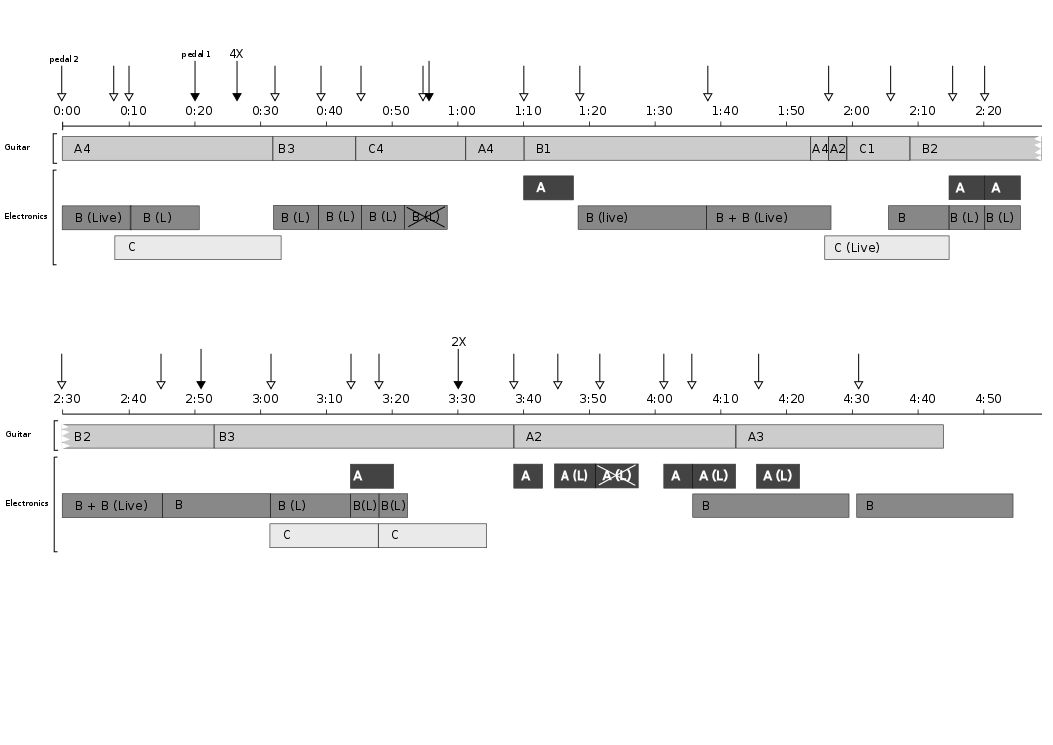 pedal 2 pedal 1 4X
0:00 0:10 0:20 0:30 0:40 0:50 1:00 1:10 1:20 1:30 1:40 1:50 2:00 2:10 2:20
Guitar A4 B3 C4 A4 B1 A4 A2 C1 B2
A A A
Electronics B (Live) B (L) B (L) B (L) B (L) B (L) B (live) B + B (Live) B B (L) B (L)
C C (Live)
2X
2:30 2:40 2:50 3:00 3:10 3:20 3:30 3:40 3:50 4:00 4:10 4:20 4:30 4:40 4:50
Guitar B2 B3 A2 A3
A A A (L) A (L) A A (L) A (L)
Electronics B + B (Live) B B (L) B(L) B(L) B B
C C